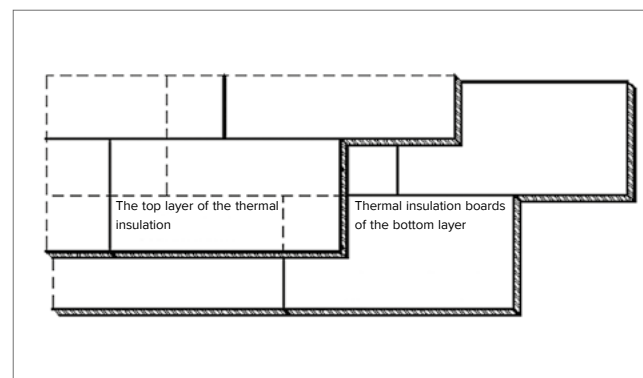 The top layer of the thermal
insulation
Thermal insulation boards
of the bottom layer